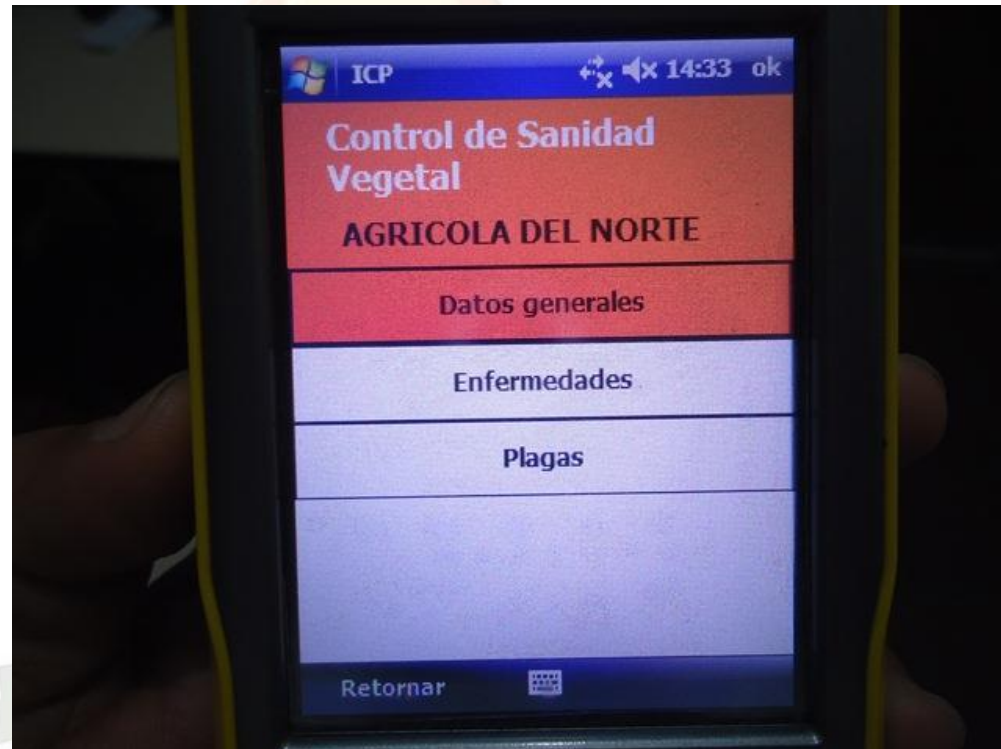 ICP 14:33 ok
Control de Sanidad
Vegetal
AGRICOLA DEL NORTE
Datos generales
Enfermedades
Plagas
Retornar